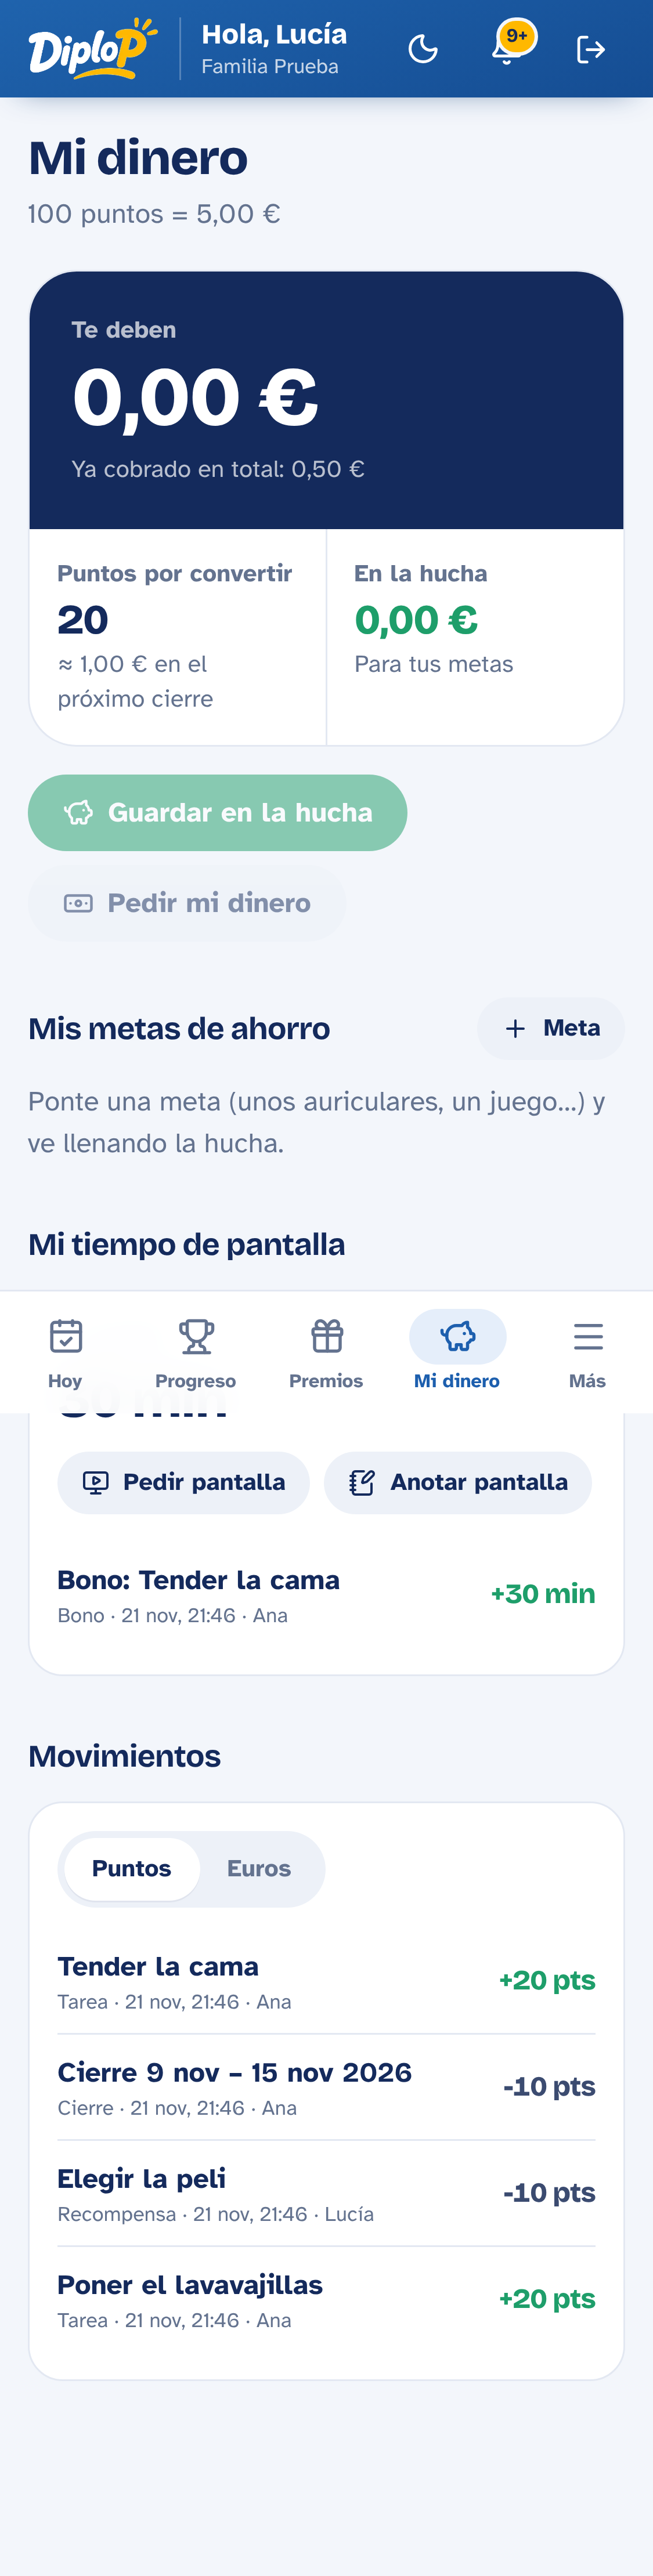 DiploP
Hola, Lucía
Familia Prueba
9+
Mi dinero
100 puntos = 5,00 €
Te deben
0,00 €
Ya cobrado en total: 0,50 €
Puntos por convertir
20
≈ 1,00 € en el
próximo cierre
En la hucha
0,00 €
Para tus metas
Guardar en la hucha
Pedir mi dinero
Mis metas de ahorro
+ Meta
Ponte una meta (unos auriculares, un juego...) y
ve llenando la hucha.
Mi tiempo de pantalla
Hoy
Progreso
Premios
Mi dinero
Más
Pedir pantalla
Anotar pantalla
Bono: Tender la cama
+30 min
Bono · 21 nov, 21:46 · Ana
Movimientos
Puntos
Euros
Tender la cama
+20 pts
Tarea · 21 nov, 21:46 · Ana
Cierre 9 nov – 15 nov 2026
-10 pts
Cierre · 21 nov, 21:46 · Ana
Elegir la peli
-10 pts
Recompensa · 21 nov, 21:46 · Lucía
Poner el lavavajillas
+20 pts
Tarea · 21 nov, 21:46 · Ana